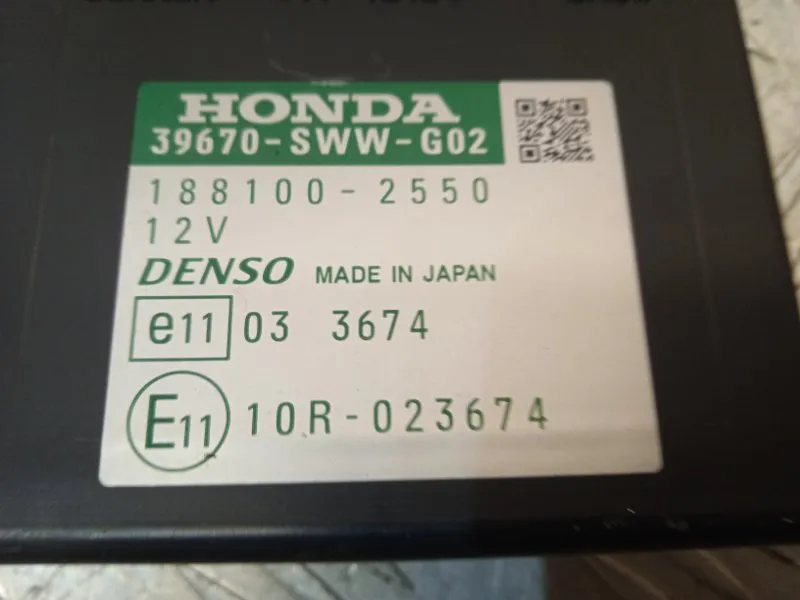 HONDA
39670-SWW-G02
188100-2550
12V
DENSO MADE IN JAPAN
e11 03 3674
E11 10R-023674